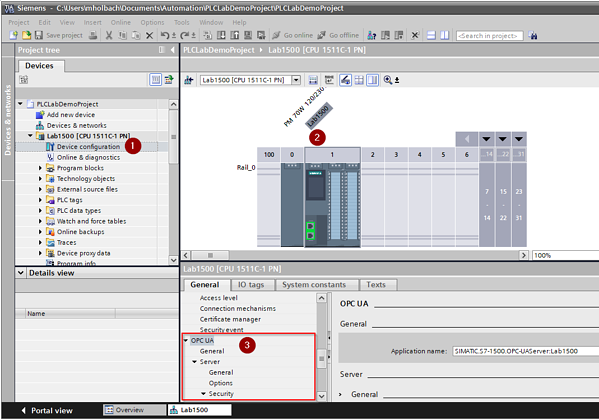 Siemens - C:\Users\mholbach\Documents\Automation\PLCLabDemoProject\PLCLabDemoProject
Project Edit View Insert Online Options Tools Window Help
Save project Go online Go offline <Search in project>
Project tree
PLCLabDemoProject Lab1500 [CPU 1511C-1 PN]
Devices
Devices & networks
Lab1500 [CPU 1511C-1 PN]
PLCLabDemoProject
Add new device
Devices & networks
Lab1500 [CPU 1511C-1 PN]
Device configuration
1
Online & diagnostics
Program blocks
Technology objects
External source files
PLC tags
PLC data types
Watch and force tables
Online backups
Traces
Device proxy data
Program info
PM 70W 120/230
Lab1500
2
100 0 1 2 3 4 5 6 ...14 ...22 ...31
Rail_0
7 15 23
14 22 31
100%
Details view
Name
Lab1500 [CPU 1511C-1 PN]
General IO tags System constants Texts
Access level
Connection mechanisms
Certificate manager
Security event
OPC UA
General
Server
General
Options
Security
3
OPC UA
General
Application name: SIMATIC.S7-1500.OPC-UAServer:Lab1500
Server
General
Portal view Overview Lab1500